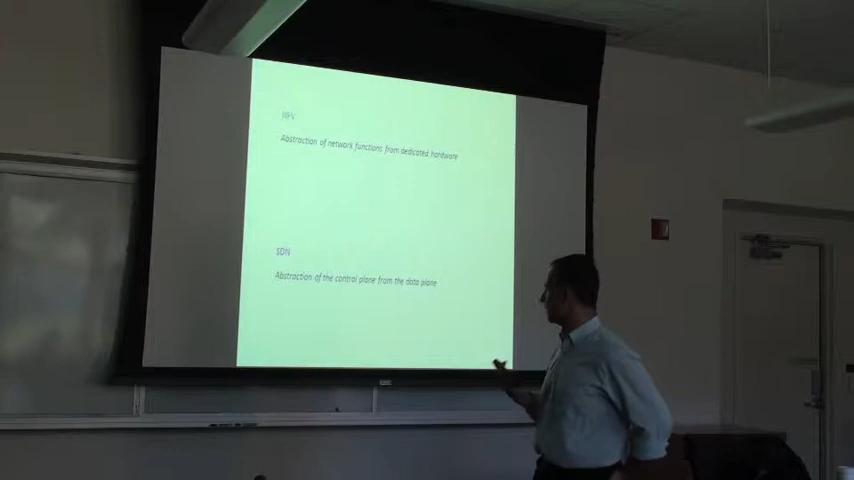 NFV
Abstraction of network functions from dedicated hardware
SDN
Abstraction of the control plane from the data plane